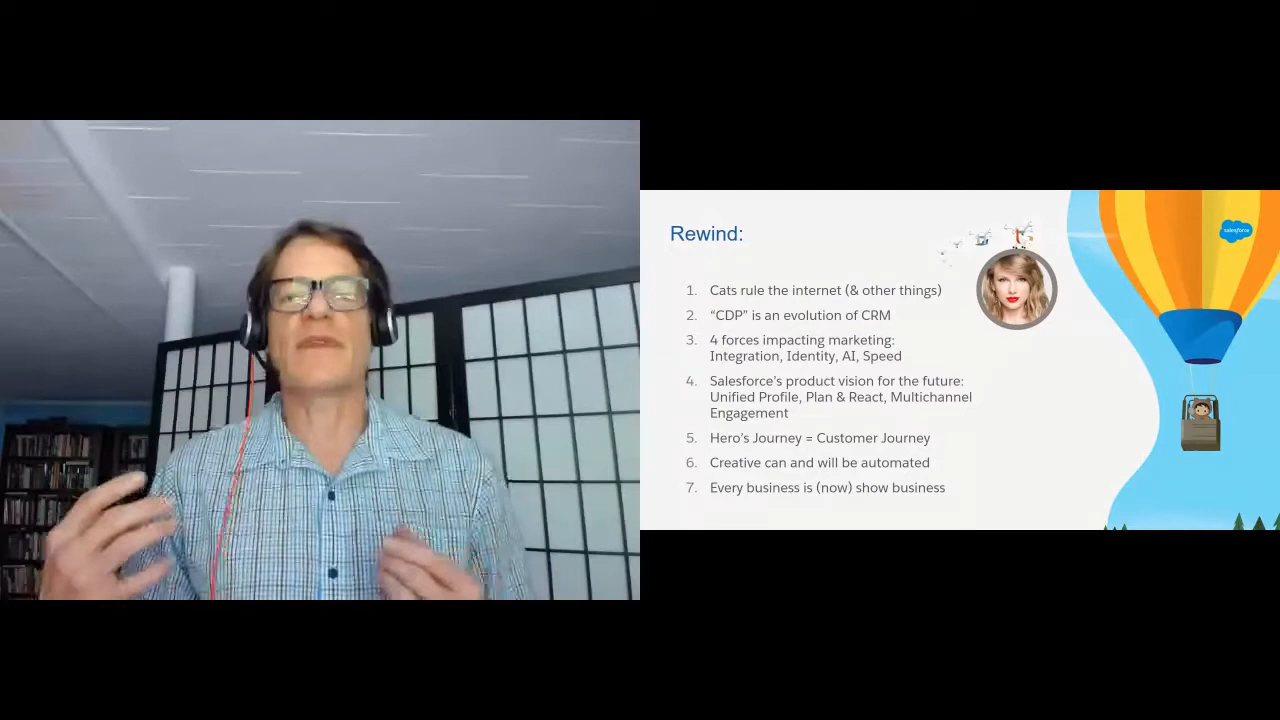 Rewind:
salesforce
1. Cats rule the internet (& other things)
2. “CDP” is an evolution of CRM
3. 4 forces impacting marketing:
Integration, Identity, AI, Speed
4. Salesforce’s product vision for the future:
Unified Profile, Plan & React, Multichannel
Engagement
5. Hero’s Journey = Customer Journey
6. Creative can and will be automated
7. Every business is (now) show business